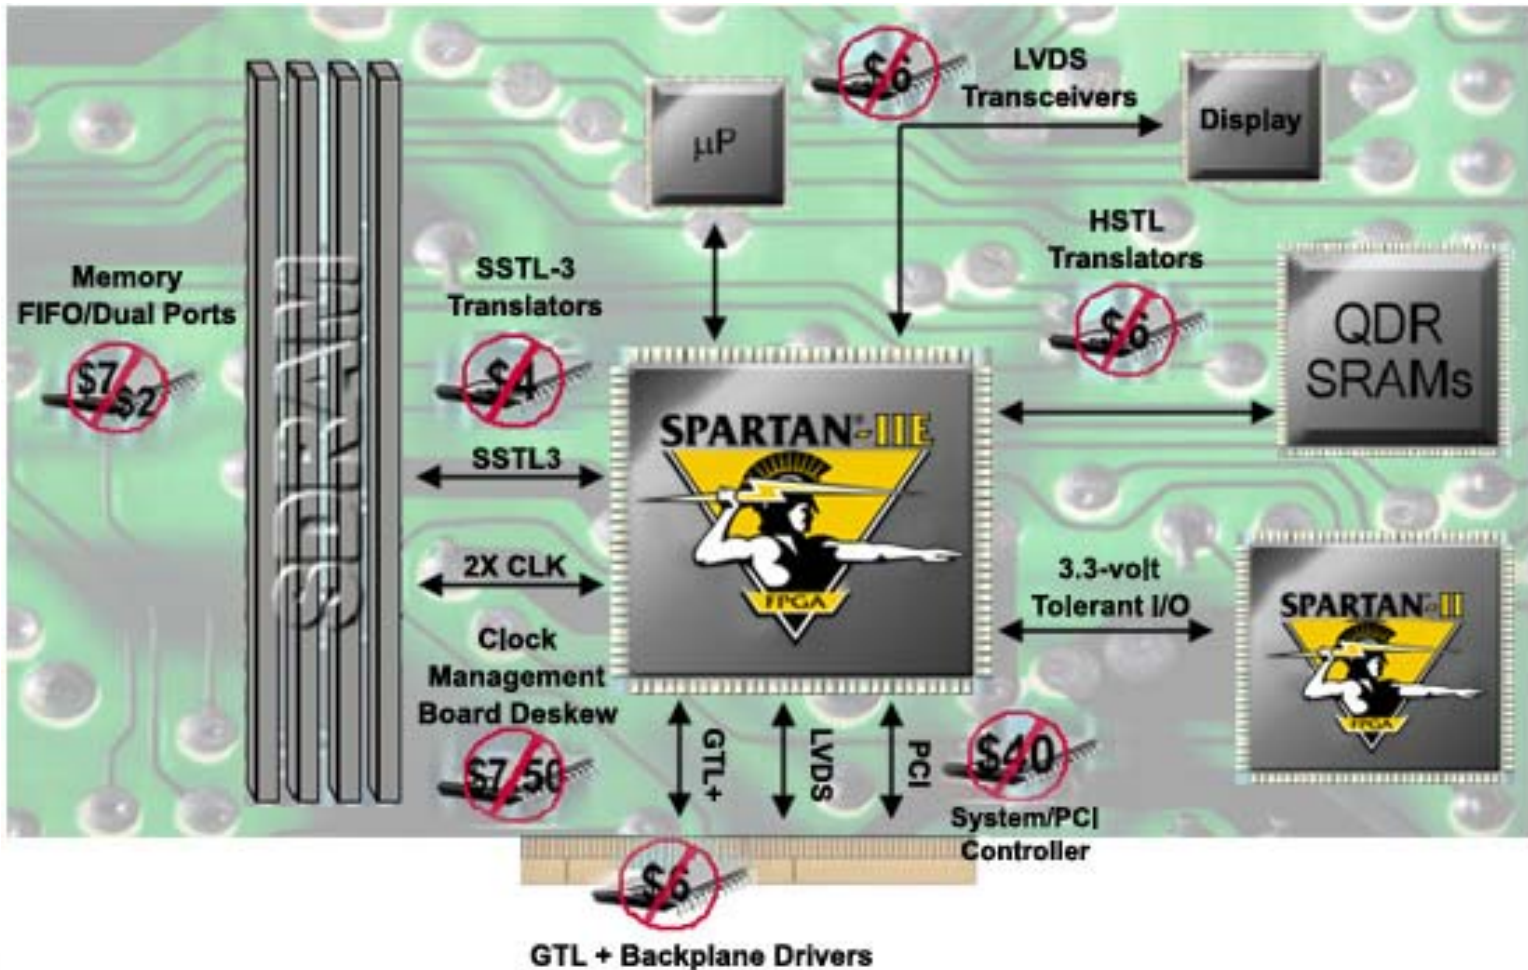 $6
LVDS
Transceivers
Display
µP
HSTL
Translators
$6
QDR
SRAMs
Memory
FIFO/Dual Ports
$7
$2
SDRAM
SSTL-3
Translators
$4
SSTL3
2X CLK
Clock
Management
Board Deskew
$7.50
SPARTAN®-IIE
FPGA
3.3-volt
Tolerant I/O
SPARTAN®-II
FPGA
GTL+
LVDS
PCI
$40
System/PCI
Controller
$6
GTL + Backplane Drivers